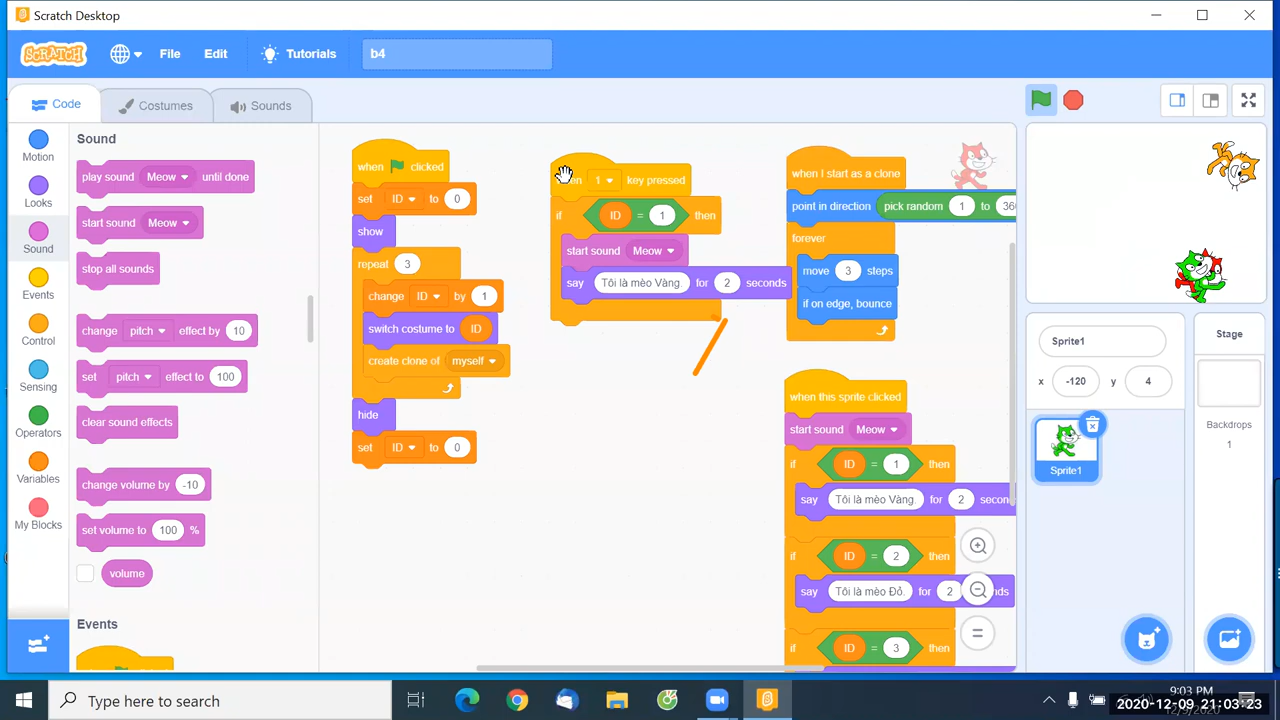 Scratch Desktop
SCRATCH File Edit Tutorials b4
Code Costumes Sounds
Motion
Looks
Sound
Events
Control
Sensing
Operators
Variables
My Blocks
Sound
play sound Meow until done
start sound Meow
stop all sounds
change pitch effect by 10
set pitch effect to 100
clear sound effects
change volume by -10
set volume to 100 %
volume
Events
when clicked
set ID to 0
show
repeat 3
change ID by 1
switch costume to ID
create clone of myself
hide
set ID to 0
1 key pressed
if ID = 1 then
start sound Meow
say Tôi là mèo Vàng. for 2 seconds
when I start as a clone
point in direction pick random 1 to
forever
move 3 steps
if on edge, bounce
when this sprite clicked
start sound Meow
if ID = 1 then
say Tôi là mèo Vàng. for 2
if ID = 2 then
say Tôi là mèo Đỏ. for 2
if ID = 3 then
Sprite1
x -120 y 4
Sprite1
Stage
Backdrops
1
Type here to search
9:03 PM
2020-12-09 21:03:23